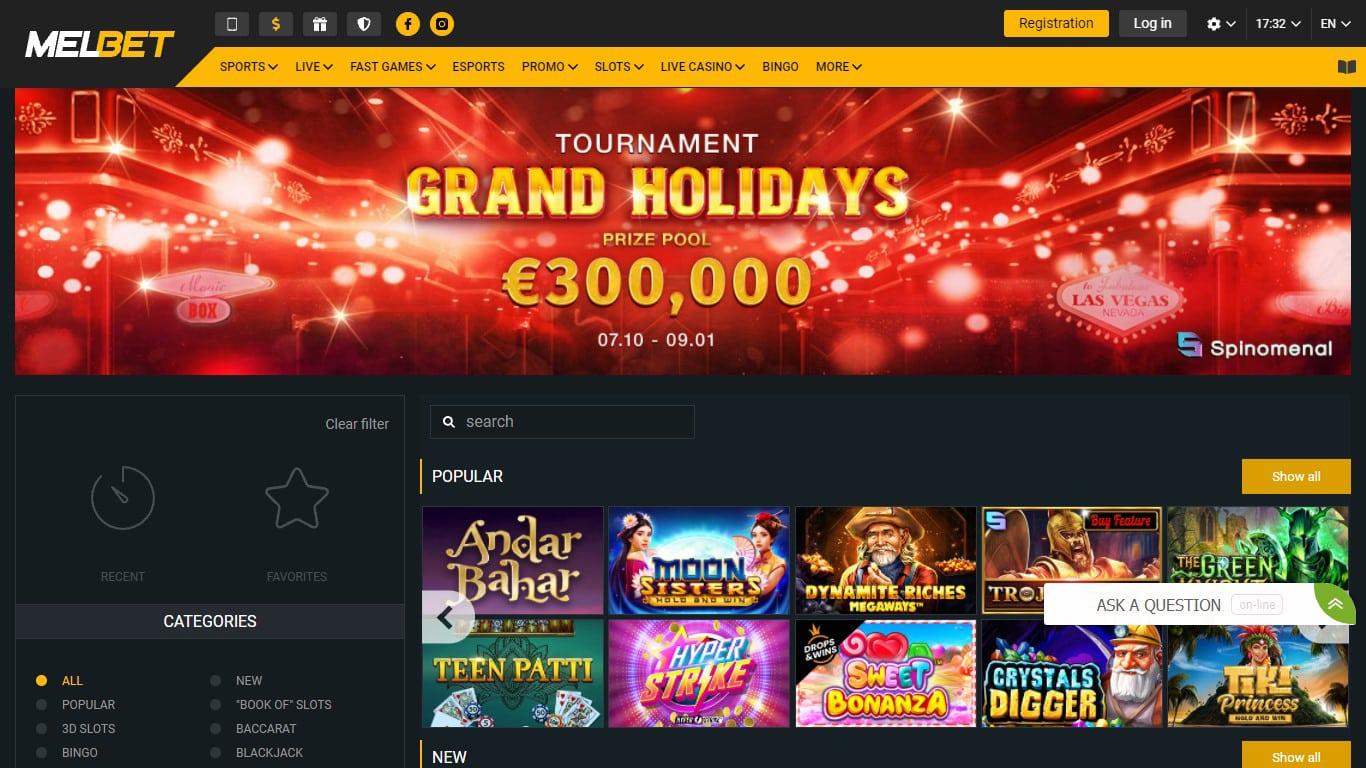 MELBET
$
Registration
Log in
17:32
EN
SPORTS LIVE FAST GAMES ESPORTS PROMO SLOTS LIVE CASINO BINGO MORE
TOURNAMENT
GRAND HOLIDAYS
PRIZE POOL
€300,000
07.10 - 09.01
Magic
BOX
to Fabulous
LAS VEGAS
NEVADA
Big
Spinomenal
Clear filter
RECENT
FAVORITES
CATEGORIES
ALL
NEW
POPULAR
"BOOK OF" SLOTS
3D SLOTS
BACCARAT
BINGO
BLACKJACK
search
POPULAR
Show all
Andar
Bahar
MOON
SISTERS
HOLD AND WIN
DYNAMITE RICHES
MEGAWAYS™
Buy Feature
THE GREEN
ASK A QUESTION
on-line
TEEN PATTI
HYPER
STRIKE
DROPS
& WINS
SWEET
BONANZA
CRYSTALS
DIGGER
TIKI
Princess
HOLD AND WIN
NEW
Show all